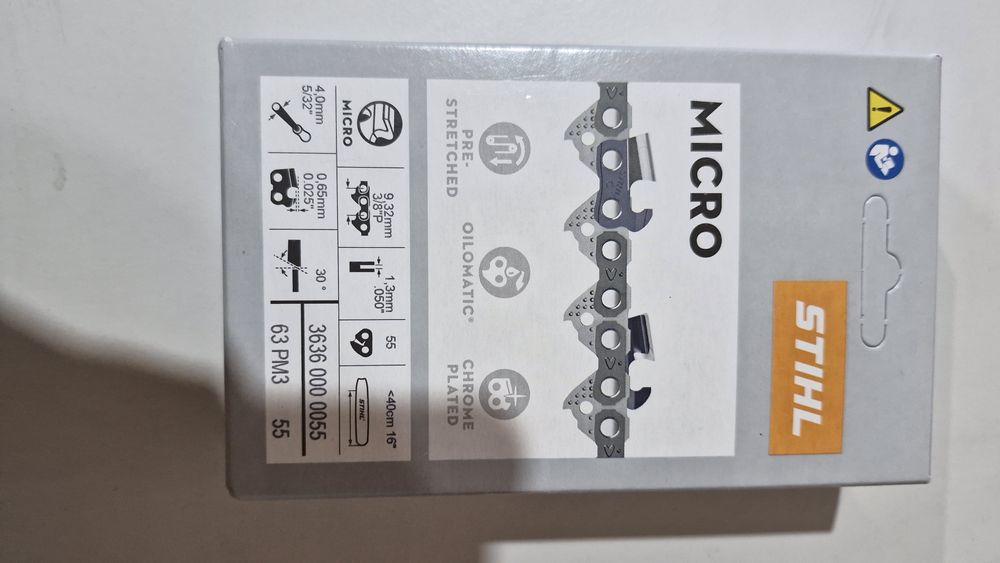 STIHL
MICRO
PRE-
STRETCHED
OILOMATIC®
CHROME
PLATED
MICRO
9,32mm
3/8"P
1,3mm
.050"
55
<40cm 16"
STIHL
4,0mm
5/32"
0,65mm
0.025"
30°
3636 000 0055
63 PM3 55